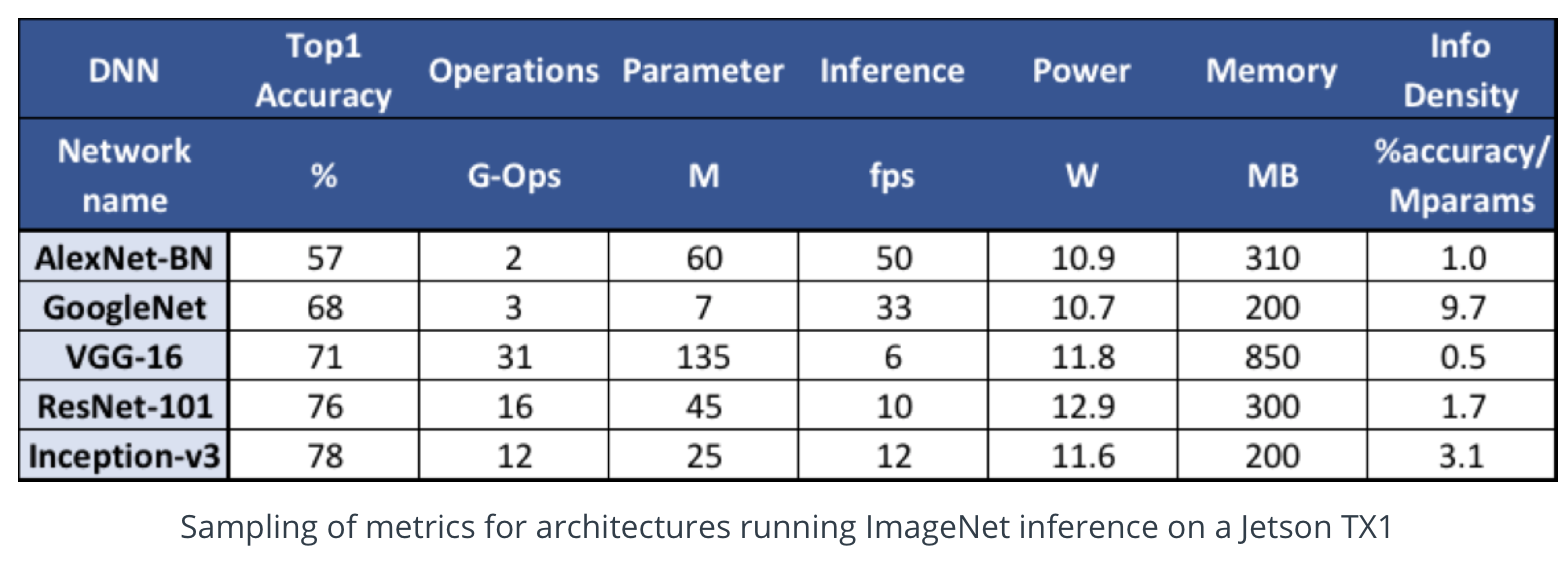 DNN Top1 Accuracy Operations Parameter Inference Power Memory Info Density
Network name % G-Ops M fps W MB %accuracy/ Mparams
AlexNet-BN 57 2 60 50 10.9 310 1.0
GoogleNet 68 3 7 33 10.7 200 9.7
VGG-16 71 31 135 6 11.8 850 0.5
ResNet-101 76 16 45 10 12.9 300 1.7
Inception-v3 78 12 25 12 11.6 200 3.1
Sampling of metrics for architectures running ImageNet inference on a Jetson TX1